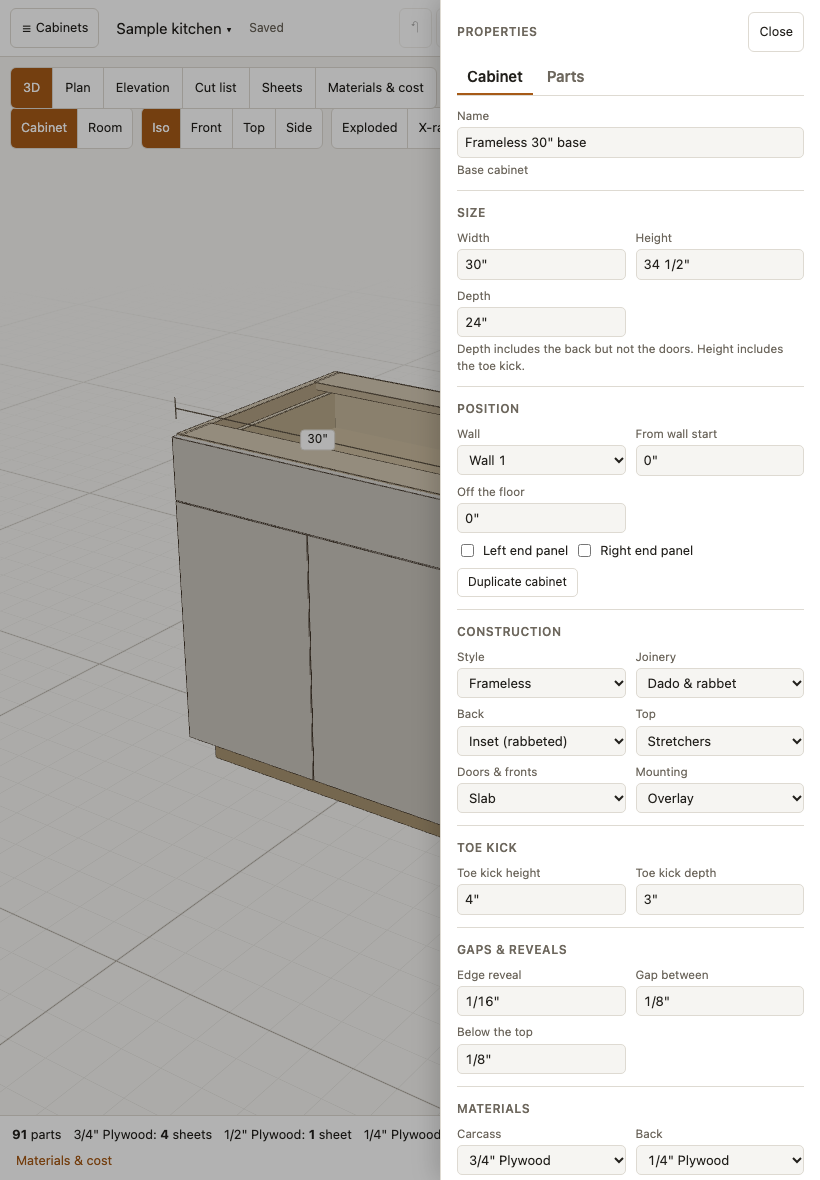 ≡ Cabinets Sample kitchen ▾ Saved
3D Plan Elevation Cut list Sheets Materials & cost
Cabinet Room Iso Front Top Side Exploded
30"
91 parts 3/4" Plywood: 4 sheets 1/2" Plywood: 1 sheet 1/4" Plywood
Materials & cost
PROPERTIES Close
Cabinet Parts
Name
Frameless 30" base
Base cabinet
SIZE
Width Height
30" 34 1/2"
Depth
24"
Depth includes the back but not the doors. Height includes
the toe kick.
POSITION
Wall From wall start
Wall 1 0"
Off the floor
0"
Left end panel Right end panel
Duplicate cabinet
CONSTRUCTION
Style Joinery
Frameless Dado & rabbet
Back Top
Inset (rabbeted) Stretchers
Doors & fronts Mounting
Slab Overlay
TOE KICK
Toe kick height Toe kick depth
4" 3"
GAPS & REVEALS
Edge reveal Gap between
1/16" 1/8"
Below the top
1/8"
MATERIALS
Carcass Back
3/4" Plywood 1/4" Plywood